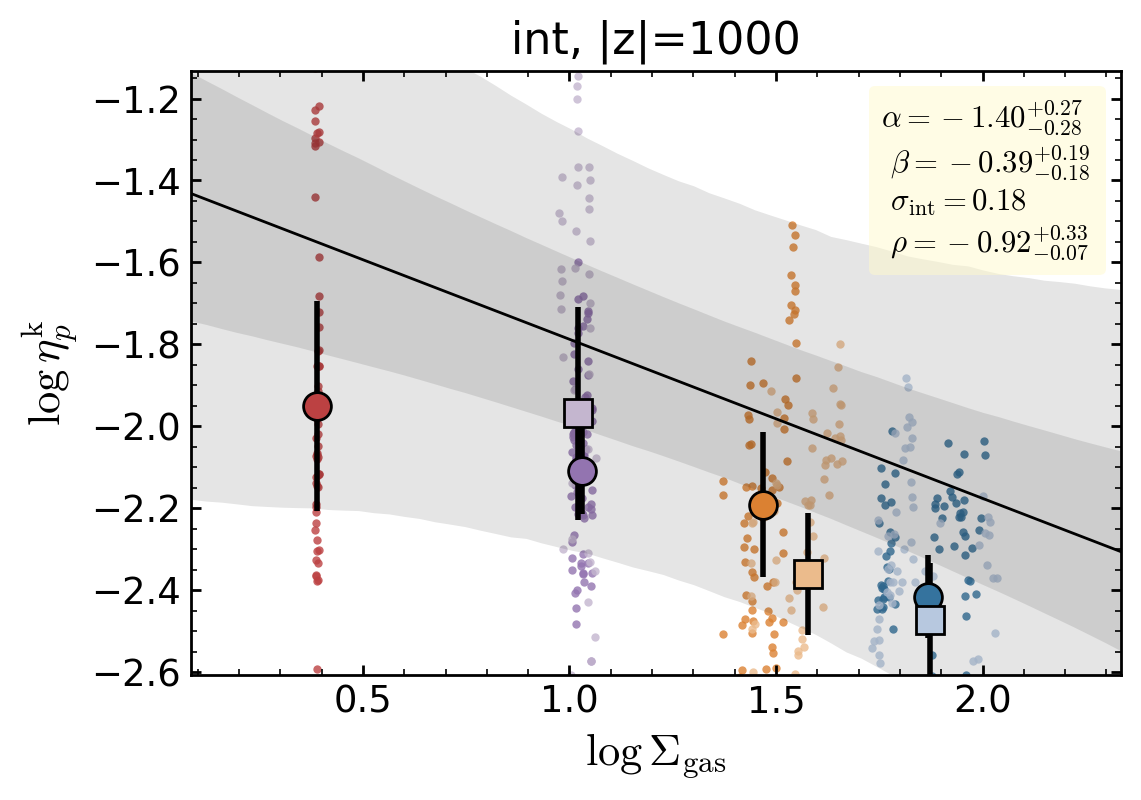 int, |z|=1000
α = −1.40^{+0.27}_{−0.28}
β = −0.39^{+0.19}_{−0.18}
σ_int = 0.18
ρ = −0.92^{+0.33}_{−0.07}
log η_p^k
−1.2
−1.4
−1.6
−1.8
−2.0
−2.2
−2.4
−2.6
0.5 1.0 1.5 2.0
log Σ_gas